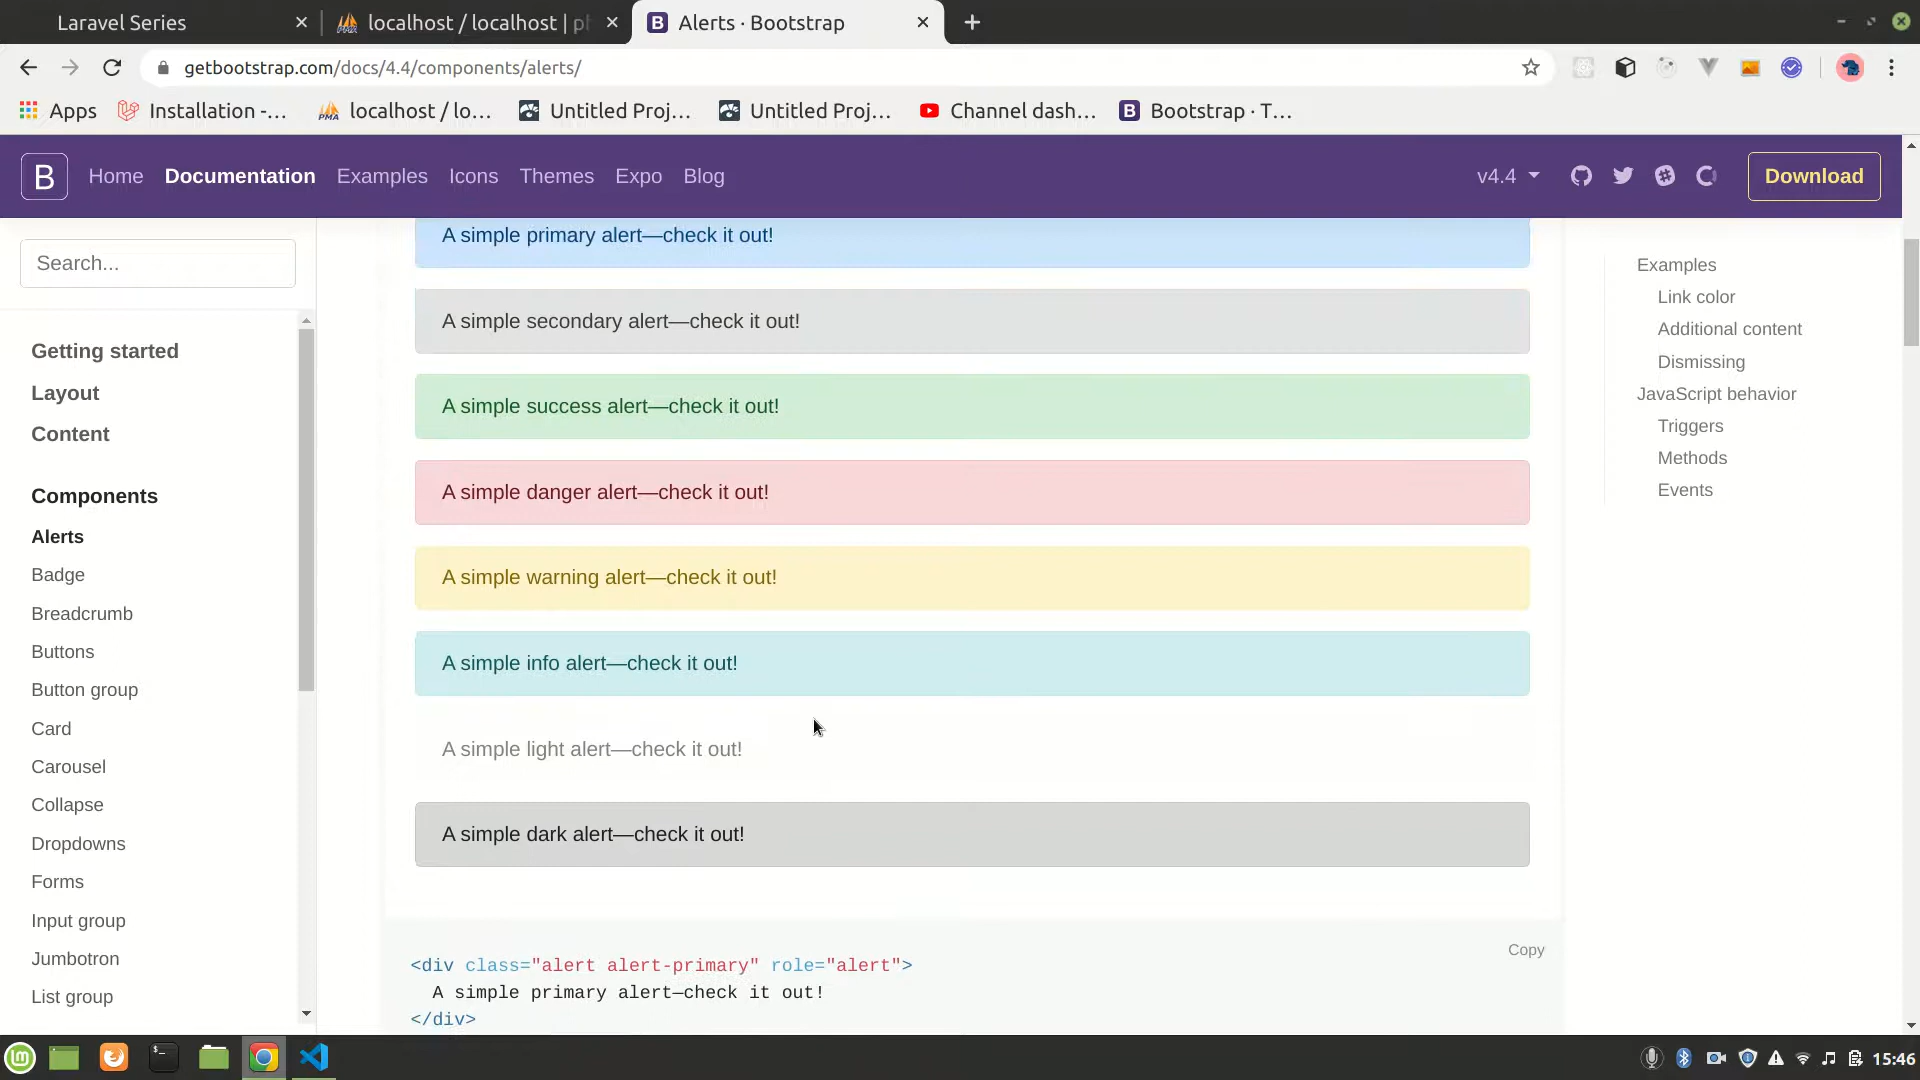 Laravel Series
localhost / localhost | ph
Alerts · Bootstrap
getbootstrap.com/docs/4.4/components/alerts/
Apps
Installation -...
localhost / lo...
Untitled Proj...
Untitled Proj...
Channel dash...
Bootstrap · T...
B
Home
Documentation
Examples
Icons
Themes
Expo
Blog
v4.4
Download
Search...
Getting started
Layout
Content
Components
Alerts
Badge
Breadcrumb
Buttons
Button group
Card
Carousel
Collapse
Dropdowns
Forms
Input group
Jumbotron
List group
A simple primary alert—check it out!
A simple secondary alert—check it out!
A simple success alert—check it out!
A simple danger alert—check it out!
A simple warning alert—check it out!
A simple info alert—check it out!
A simple light alert—check it out!
A simple dark alert—check it out!
Copy
<div class="alert alert-primary" role="alert">
A simple primary alert—check it out!
</div>
Examples
Link color
Additional content
Dismissing
JavaScript behavior
Triggers
Methods
Events
15:46